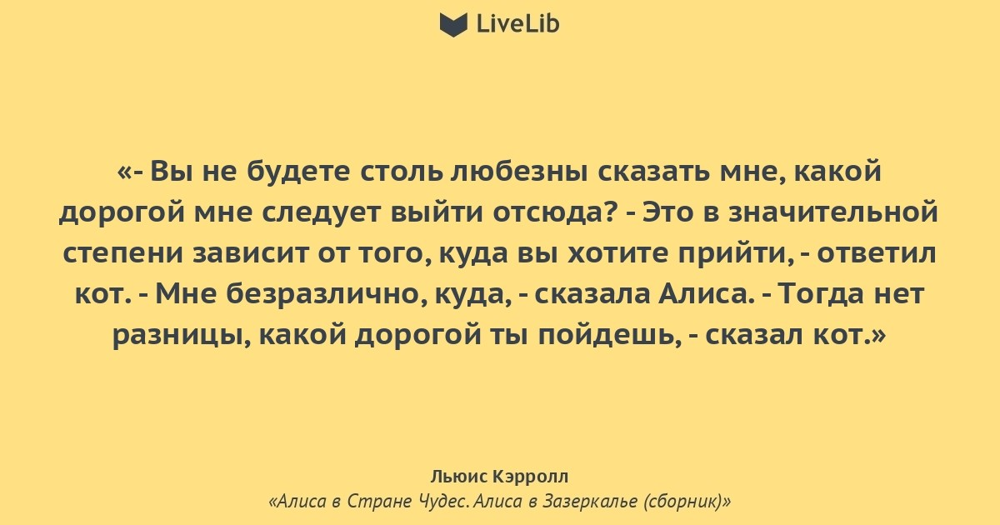 LiveLib
«- Вы не будете столь любезны сказать мне, какой
дорогой мне следует выйти отсюда? - Это в значительной
степени зависит от того, куда вы хотите прийти, - ответил
кот. - Мне безразлично, куда, - сказала Алиса. - Тогда нет
разницы, какой дорогой ты пойдешь, - сказал кот.»
Льюис Кэрролл
«Алиса в Стране Чудес. Алиса в Зазеркалье (сборник)»